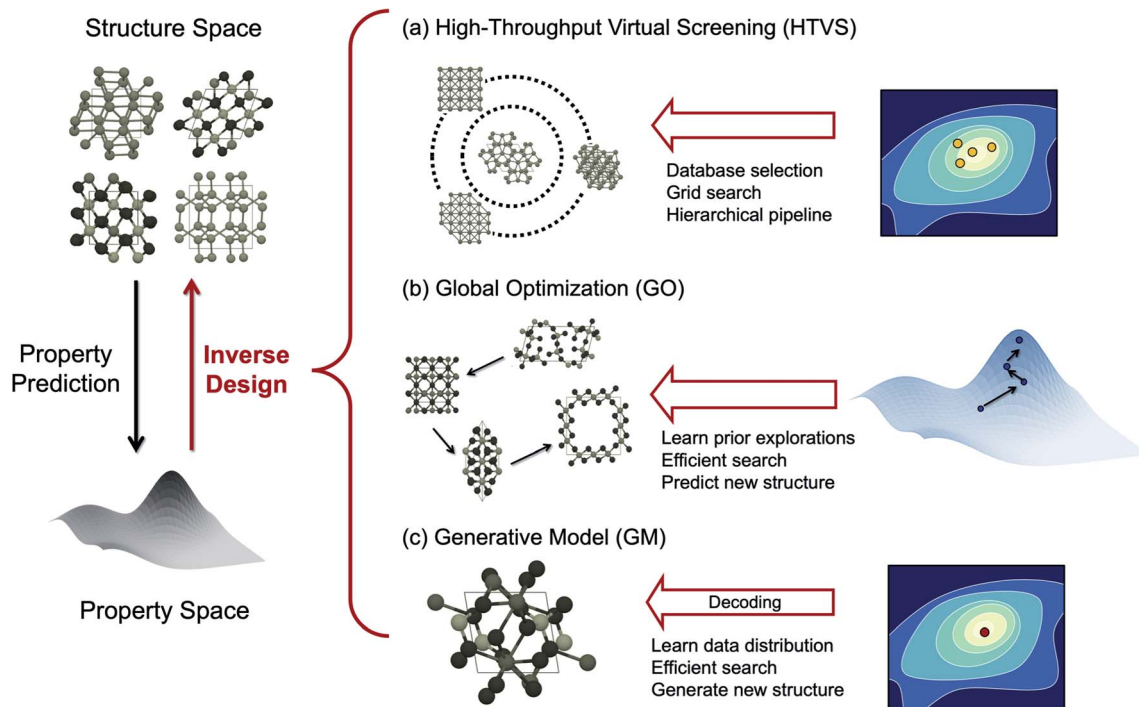 Structure Space
Property
Prediction
Inverse
Design
Property Space
(a) High-Throughput Virtual Screening (HTVS)
Database selection
Grid search
Hierarchical pipeline
(b) Global Optimization (GO)
Learn prior explorations
Efficient search
Predict new structure
(c) Generative Model (GM)
Decoding
Learn data distribution
Efficient search
Generate new structure